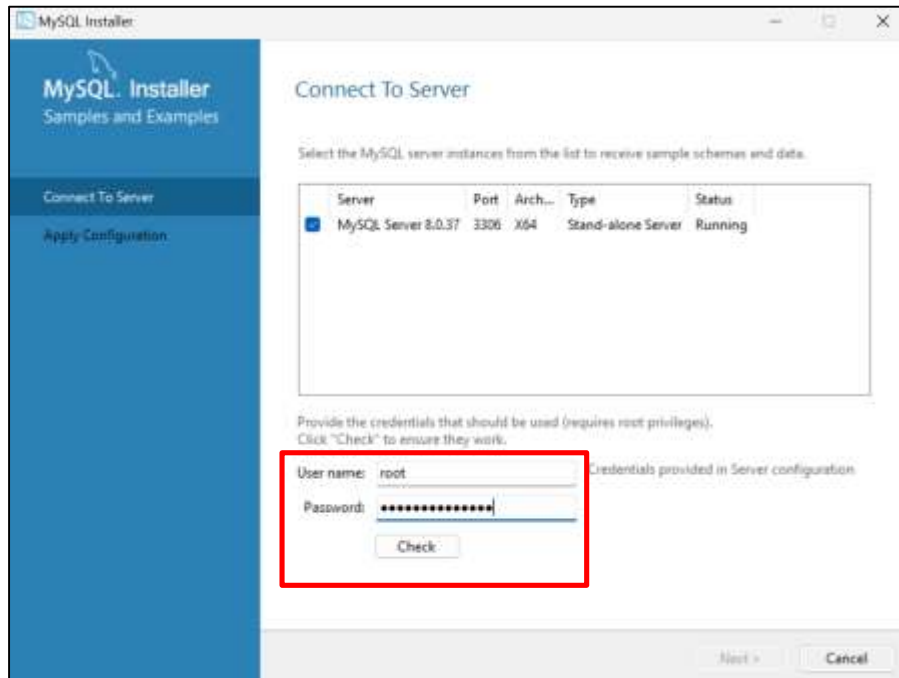 MySQL Installer
MySQL. Installer
Samples and Examples
Connect To Server
Apply Configuration
Connect To Server
Select the MySQL server instances from the list to receive sample schemas and data.
Server Port Arch... Type Status
MySQL Server 8.0.37 3306 X64 Stand-alone Server Running
Provide the credentials that should be used (requires root privileges).
Click "Check" to ensure they work.
User name: root Credentials provided in Server configuration
Password: ●●●●●●●●●●●●●●
Check
Next > Cancel